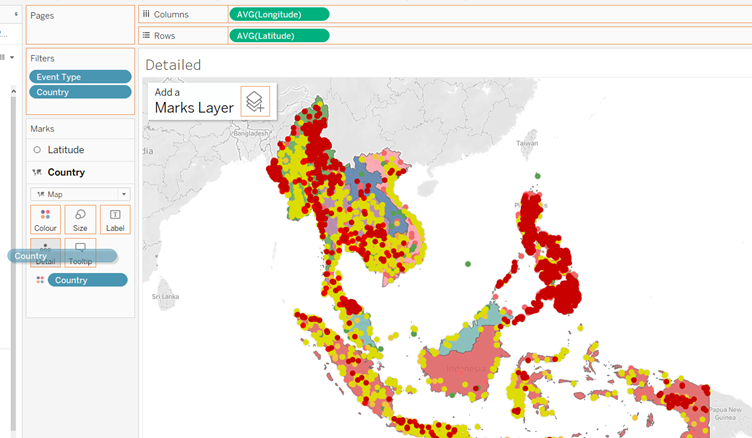 Pages
Columns
AVG(Longitude)
Rows
AVG(Latitude)
Filters
Event Type
Country
Marks
Latitude
Country
Map
Colour
Size
Label
Country
Detail
Tooltip
Country
Detailed
Add a
Marks Layer
Bangladesh
Taiwan
Sri Lanka
Indonesia
Papua New
Guinea